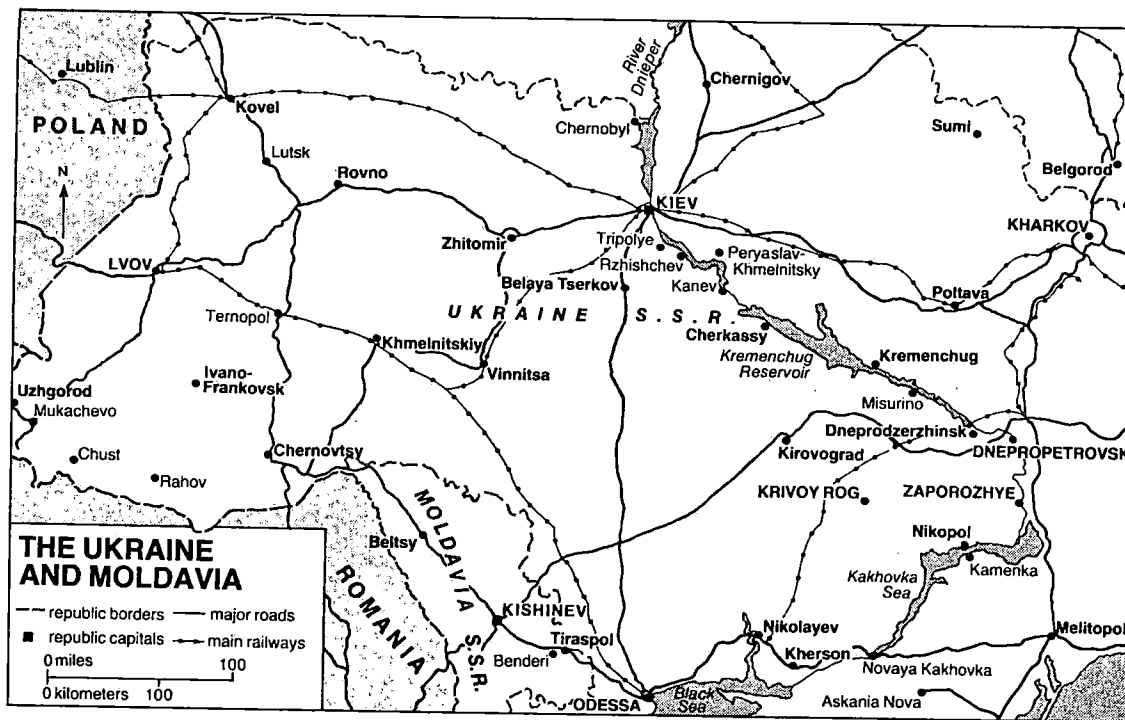 Lublin
POLAND
N
Kovel
Lutsk
Rovno
LVOV
Ternopol
Uzhgorod
Mukachevo
Ivano-
Frankovsk
Chust
Rahov
River
Dnieper
Chernigov
Chernobyl
Sumi
Belgorod
KIEV
KHARKOV
Zhitomir
Tripolye
Rzhishchev
Peryaslav-
Khmelnitsky
Belaya Tserkov
Kanev
Poltava
UKRAINE S.S.R.
Cherkassy
Khmelnitskiy
Vinnitsa
Kremenchug
Reservoir
Kremenchug
Misurino
Dneprodzerzhinsk
Kirovograd
DNEPROPETROVSK
Chernovtsy
KRIVOY ROG
ZAPOROZHYE
Nikopol
Kamenka
Kakhovka
Sea
MOLDAVIA S.S.R.
Beltsy
ROMANIA
KISHINEV
Tiraspol
Benderi
ODESSA
Black
Sea
Nikolayev
Kherson
Melitopol
Novaya Kakhovka
Askania Nova
THE UKRAINE
AND MOLDAVIA
republic borders
major roads
republic capitals
main railways
0 miles 100
0 kilometers 100